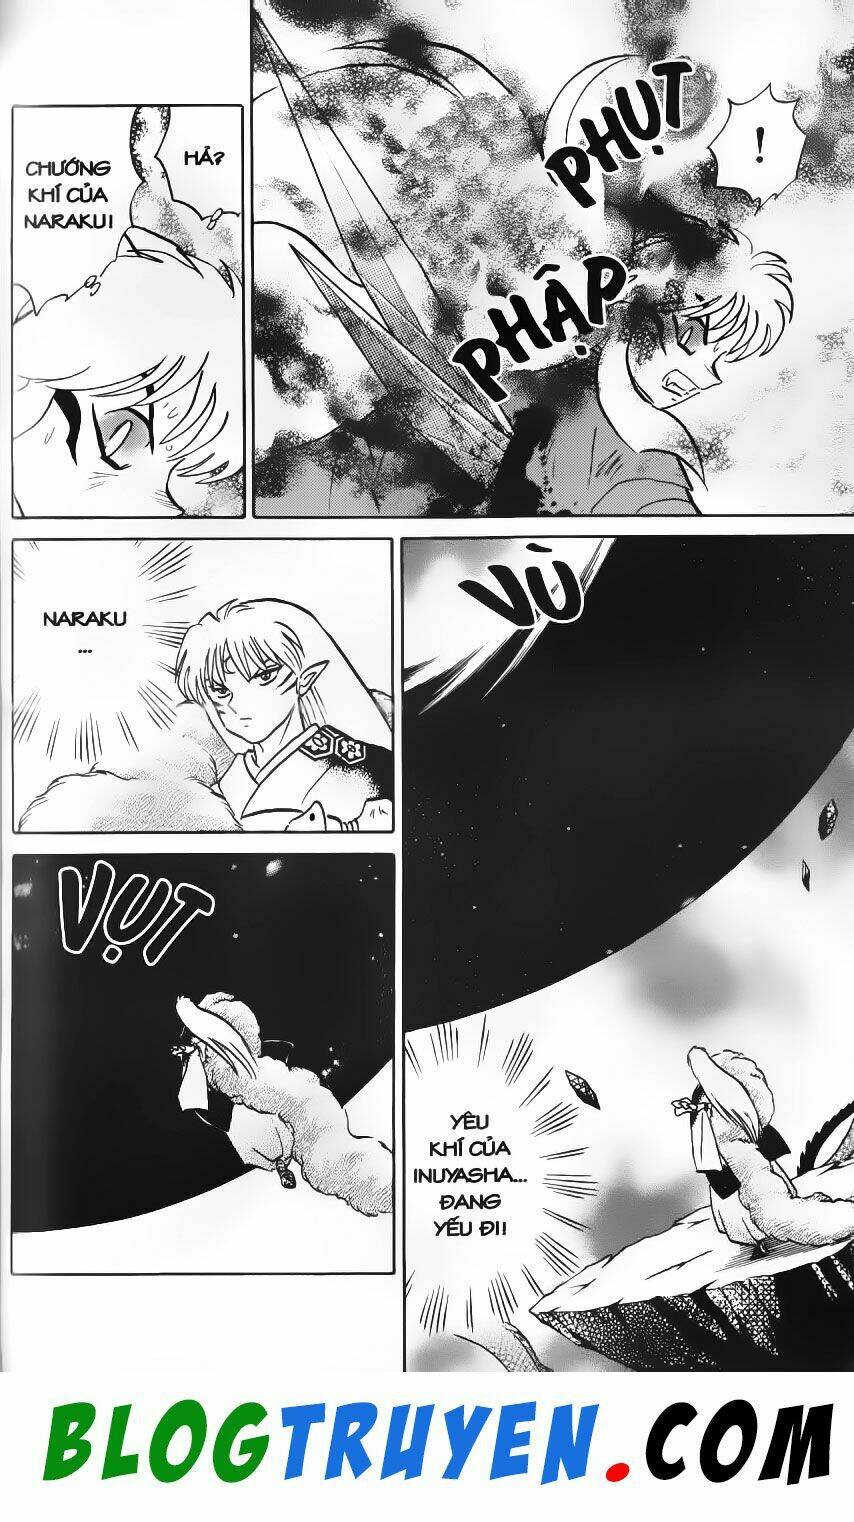 PHỤT
!
PHẬP
HẢ?
CHƯỚNG
KHÍ CỦA
NARAKU!
VÙ
NARAKU
...
YÊU
KHÍ CỦA
INUYASHA...
ĐANG
YẾU ĐI!
VỤT
BLOGTRUYEN.COM